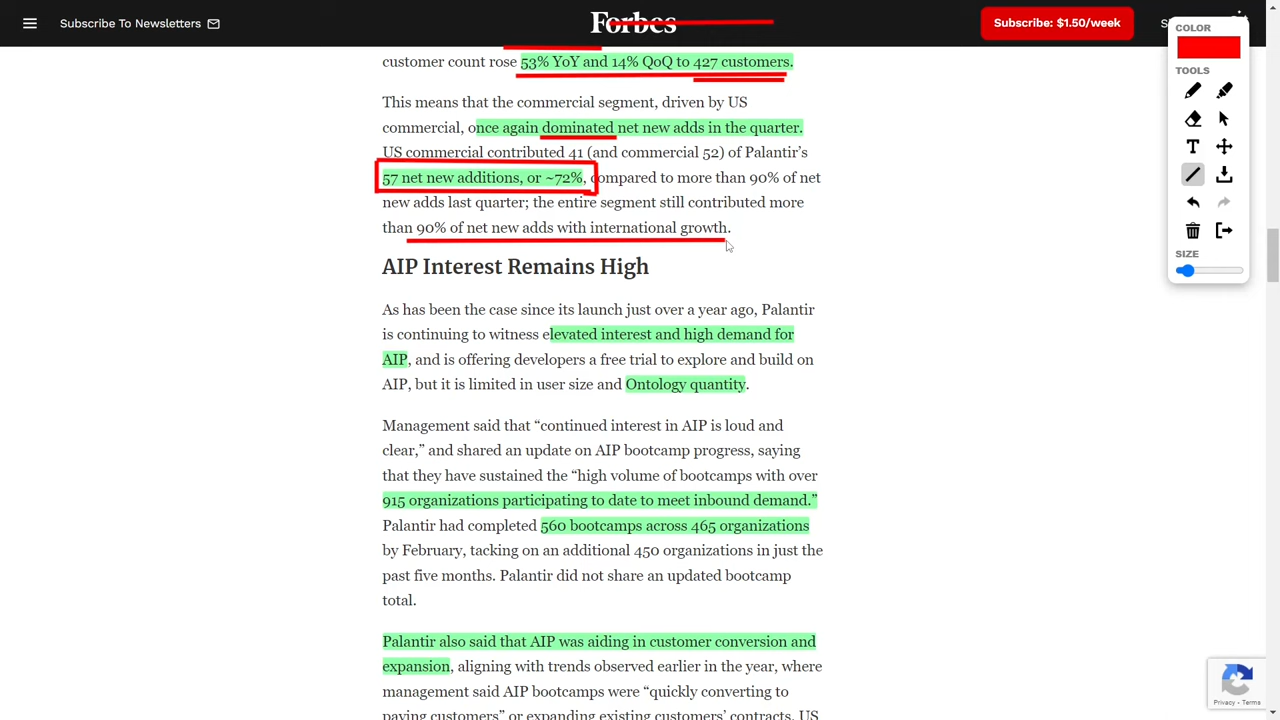 Subscribe To Newsletters
Forbes
Subscribe: $1.50/week
S
customer count rose 53% YoY and 14% QoQ to 427 customers.
This means that the commercial segment, driven by US
commercial, once again dominated net new adds in the quarter.
US commercial contributed 41 (and commercial 52) of Palantir’s
57 net new additions, or ~72%, compared to more than 90% of net
new adds last quarter; the entire segment still contributed more
than 90% of net new adds with international growth.
AIP Interest Remains High
As has been the case since its launch just over a year ago, Palantir
is continuing to witness elevated interest and high demand for
AIP, and is offering developers a free trial to explore and build on
AIP, but it is limited in user size and Ontology quantity.
Management said that “continued interest in AIP is loud and
clear,” and shared an update on AIP bootcamp progress, saying
that they have sustained the “high volume of bootcamps with over
915 organizations participating to date to meet inbound demand.”
Palantir had completed 560 bootcamps across 465 organizations
by February, tacking on an additional 450 organizations in just the
past five months. Palantir did not share an updated bootcamp
total.
Palantir also said that AIP was aiding in customer conversion and
expansion, aligning with trends observed earlier in the year, where
management said AIP bootcamps were “quickly converting to
paying customers” or expanding existing customers’ contracts. US
COLOR
TOOLS
T
SIZE
Privacy - Terms